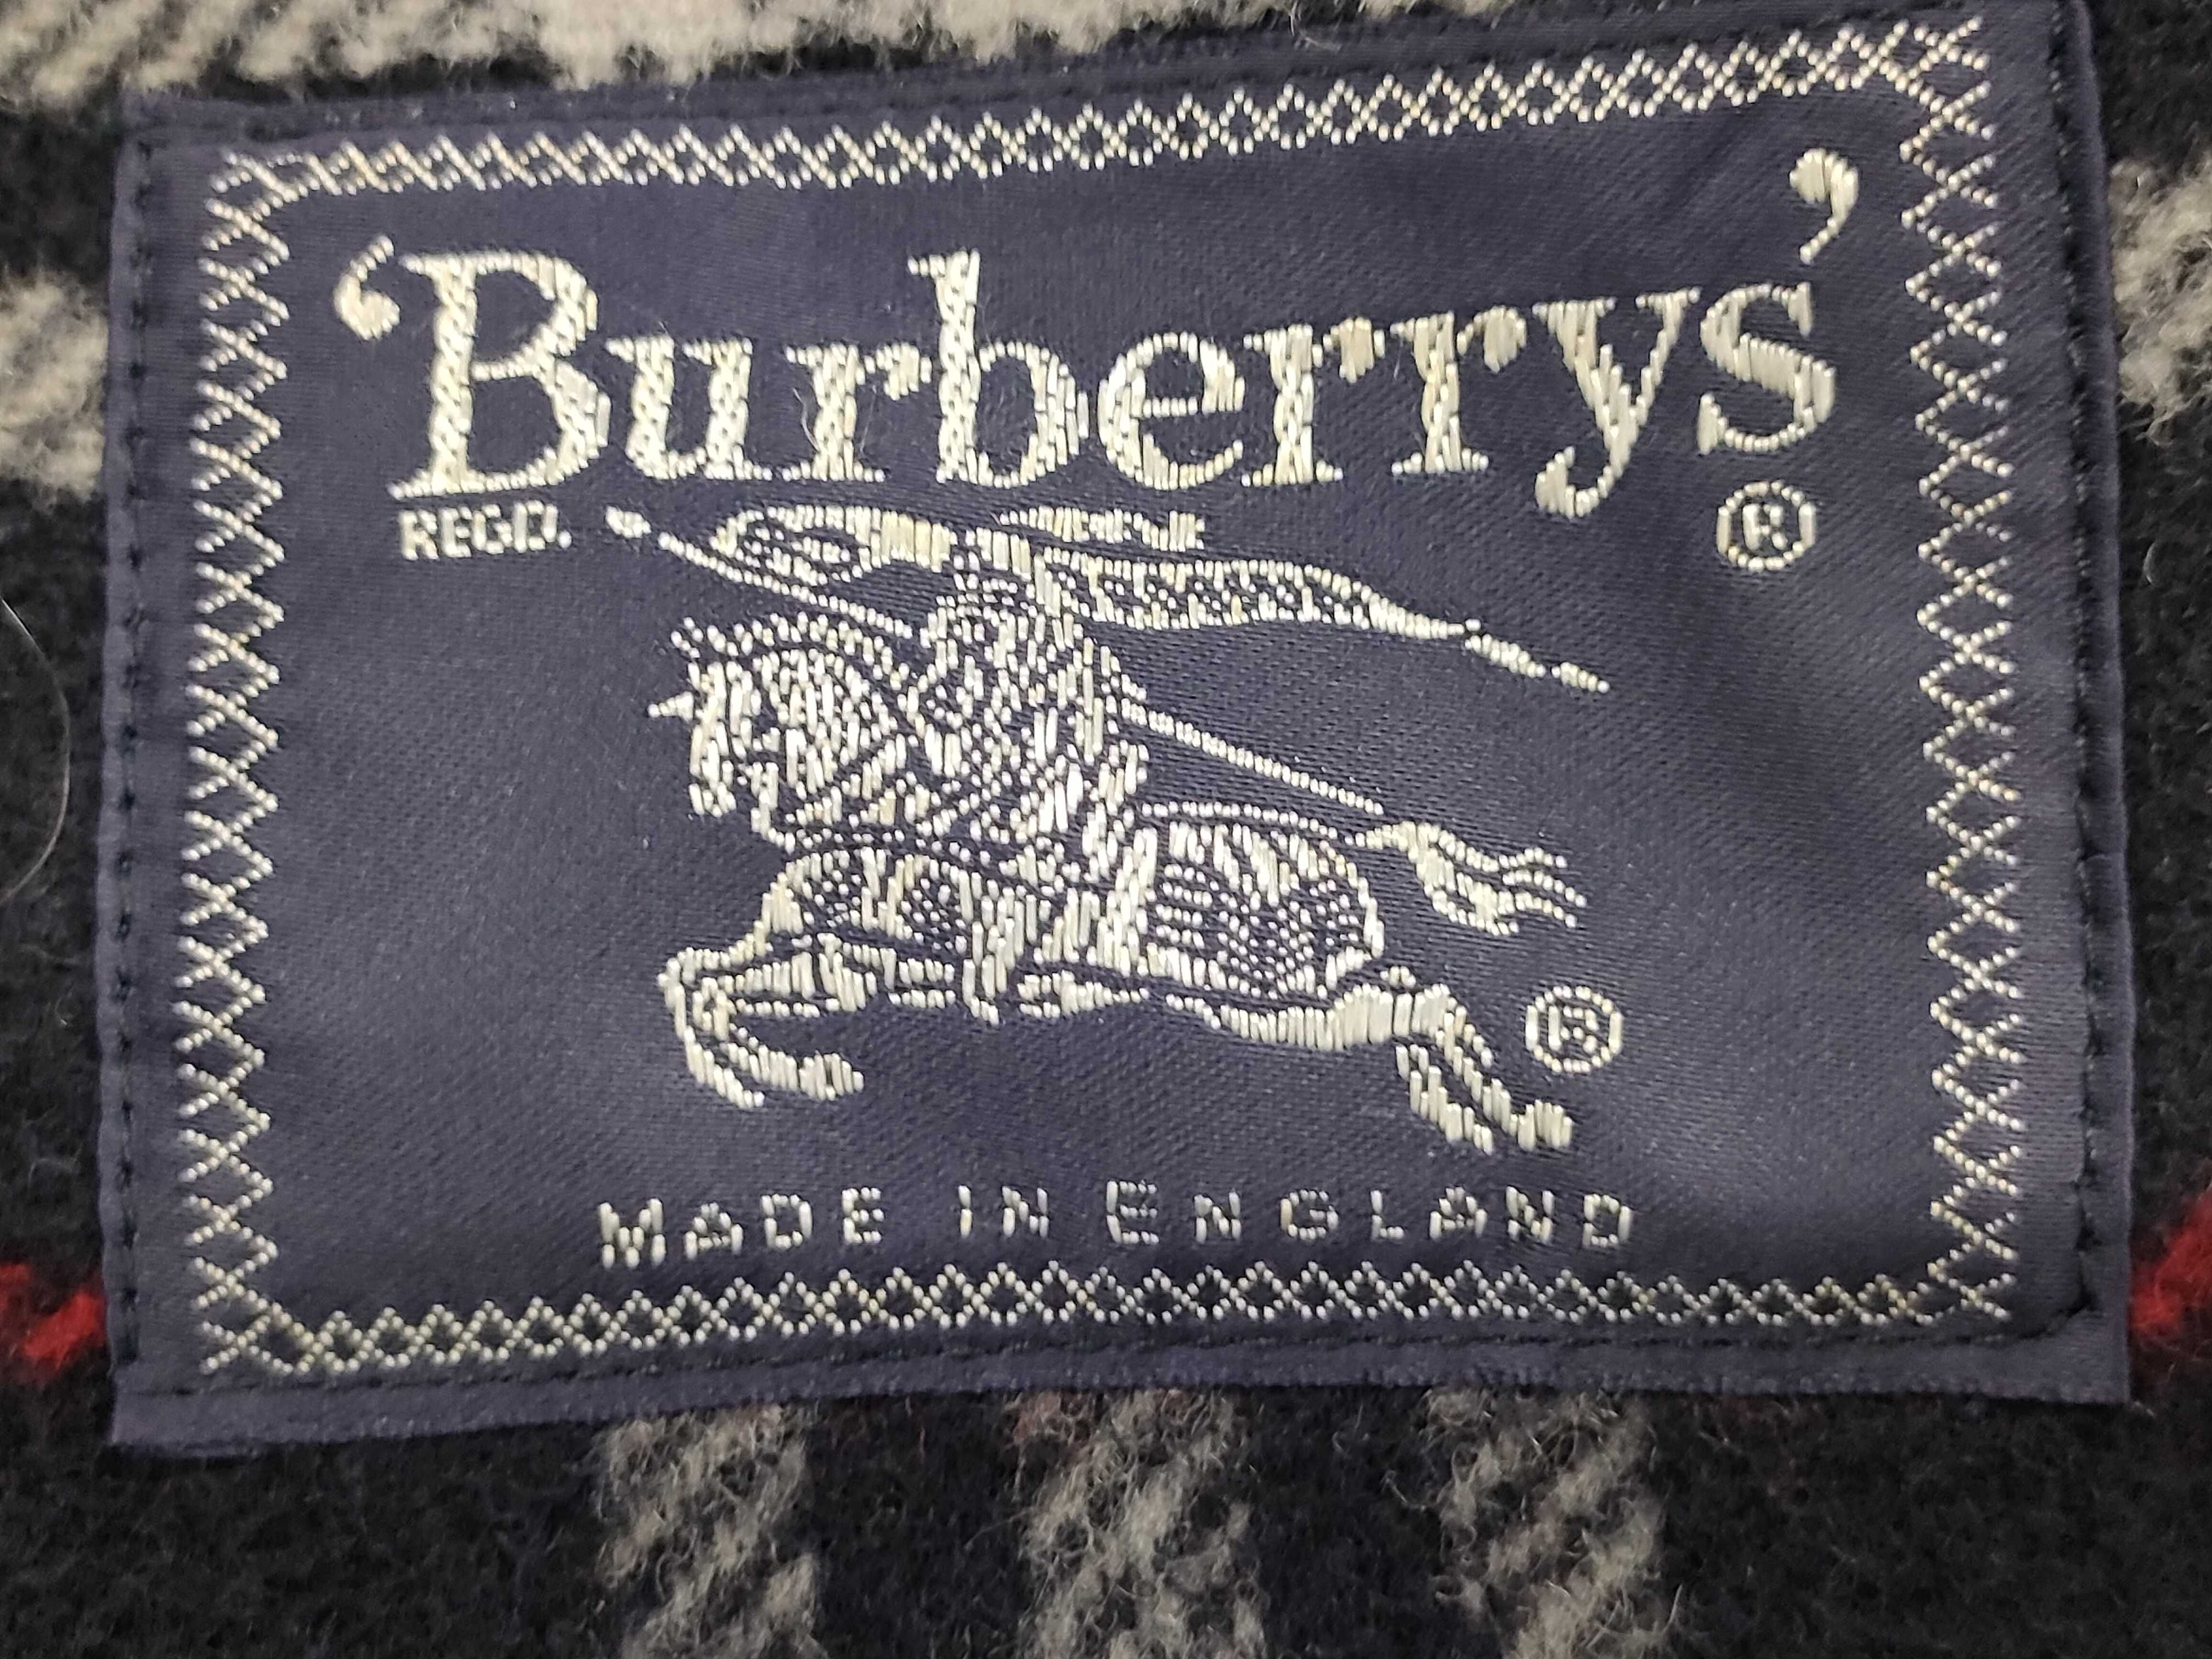 ‘Burberrys’
REGD. ®
®
MADE IN ENGLAND